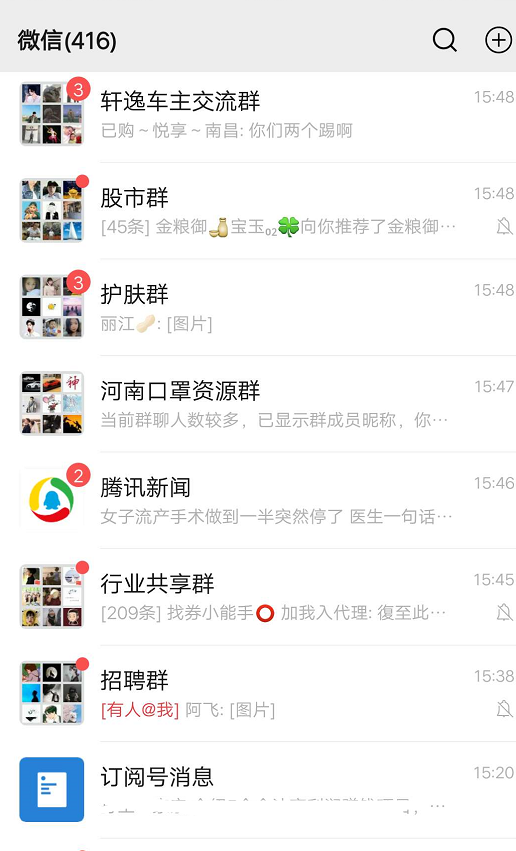 微信(416)
3
轩逸车主交流群
15:48
已购～悦享～南昌: 你们两个踢啊
股市群
15:48
[45条] 金粮御🍶宝玉₀₂🍀向你推荐了金粮御…
3
护肤群
15:48
丽江🥜: [图片]
河南口罩资源群
15:47
当前群聊人数较多，已显示群成员昵称，你…
2
腾讯新闻
15:46
女子流产手术做到一半突然停了 医生一句话…
行业共享群
15:45
[209条] 找券小能手⭕ 加我入代理: 復至此…
招聘群
15:38
[有人@我] 阿飞: [图片]
订阅号消息
15:20